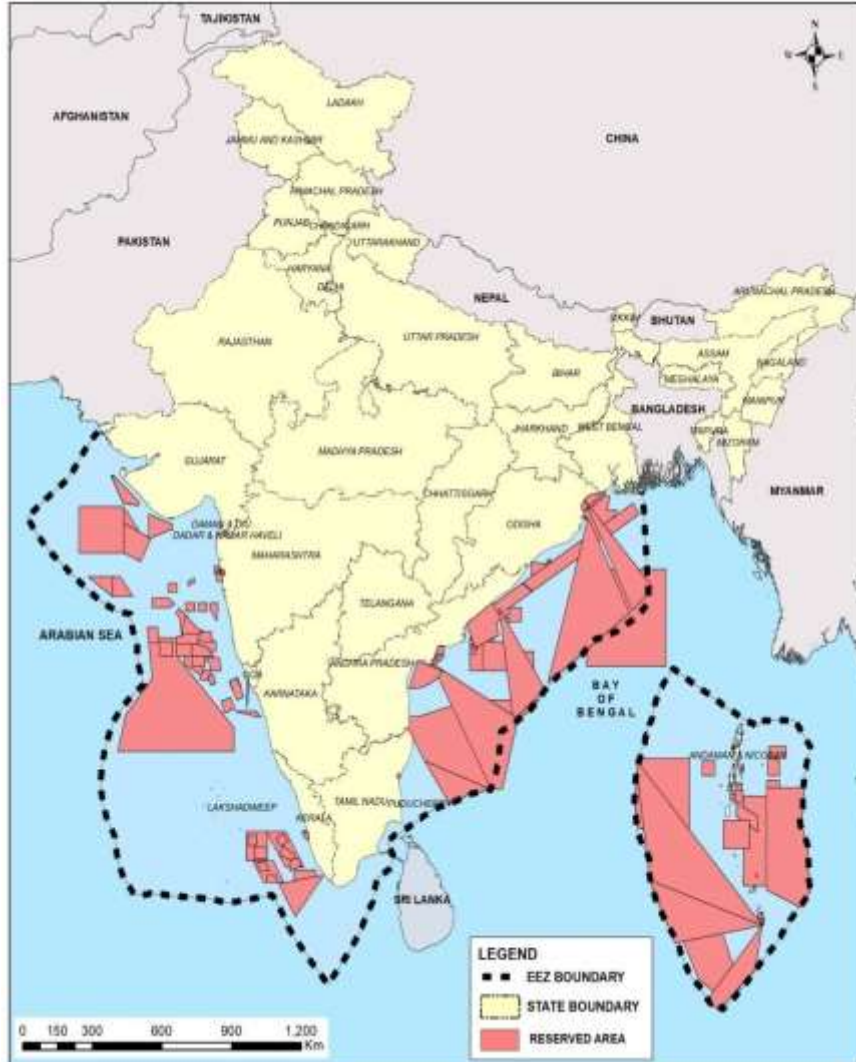 TAJIKISTAN
N
W E
S
AFGHANISTAN
LADAKH
CHINA
JAMMU AND KASHMIR
HIMACHAL PRADESH
PUNJAB
CHANDIGARH
PAKISTAN
UTTARAKHAND
HARYANA
DELHI
NEPAL
ARUNACHAL PRADESH
SIKKIM
BHUTAN
RAJASTHAN
UTTAR PRADESH
ASSAM
NAGALAND
BIHAR
MEGHALAYA
MANIPUR
BANGLADESH
JHARKHAND
WEST BENGAL
TRIPURA
MIZORAM
GUJARAT
MADHYA PRADESH
CHHATTISGARH
MYANMAR
DAMAN & DIU
DADAR & NAGAR HAVELI
ODISHA
MAHARASHTRA
TELANGANA
ARABIAN SEA
ANDHRA PRADESH
GOA
KARNATAKA
BAY
OF
BENGAL
ANDAMAN & NICOBAR
LAKSHADWEEP
TAMIL NADU
PUDUCHERRY
KERALA
SRI LANKA
LEGEND
EEZ BOUNDARY
STATE BOUNDARY
RESERVED AREA
0 150 300 600 900 1,200
Km